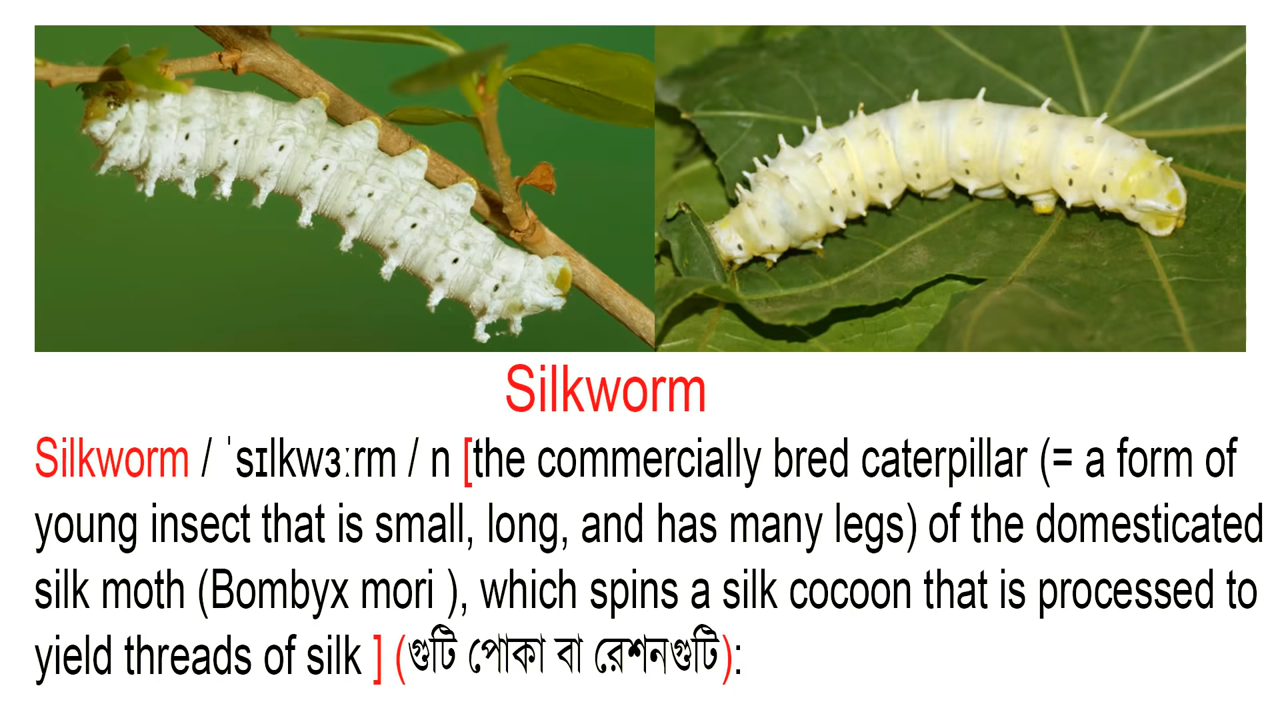 Silkworm
Silkworm / ˈsɪlkwɜːrm / n [the commercially bred caterpillar (= a form of
young insect that is small, long, and has many legs) of the domesticated
silk moth (Bombyx mori ), which spins a silk cocoon that is processed to
yield threads of silk ] (গুটি পোকা বা রেশনগুটি):